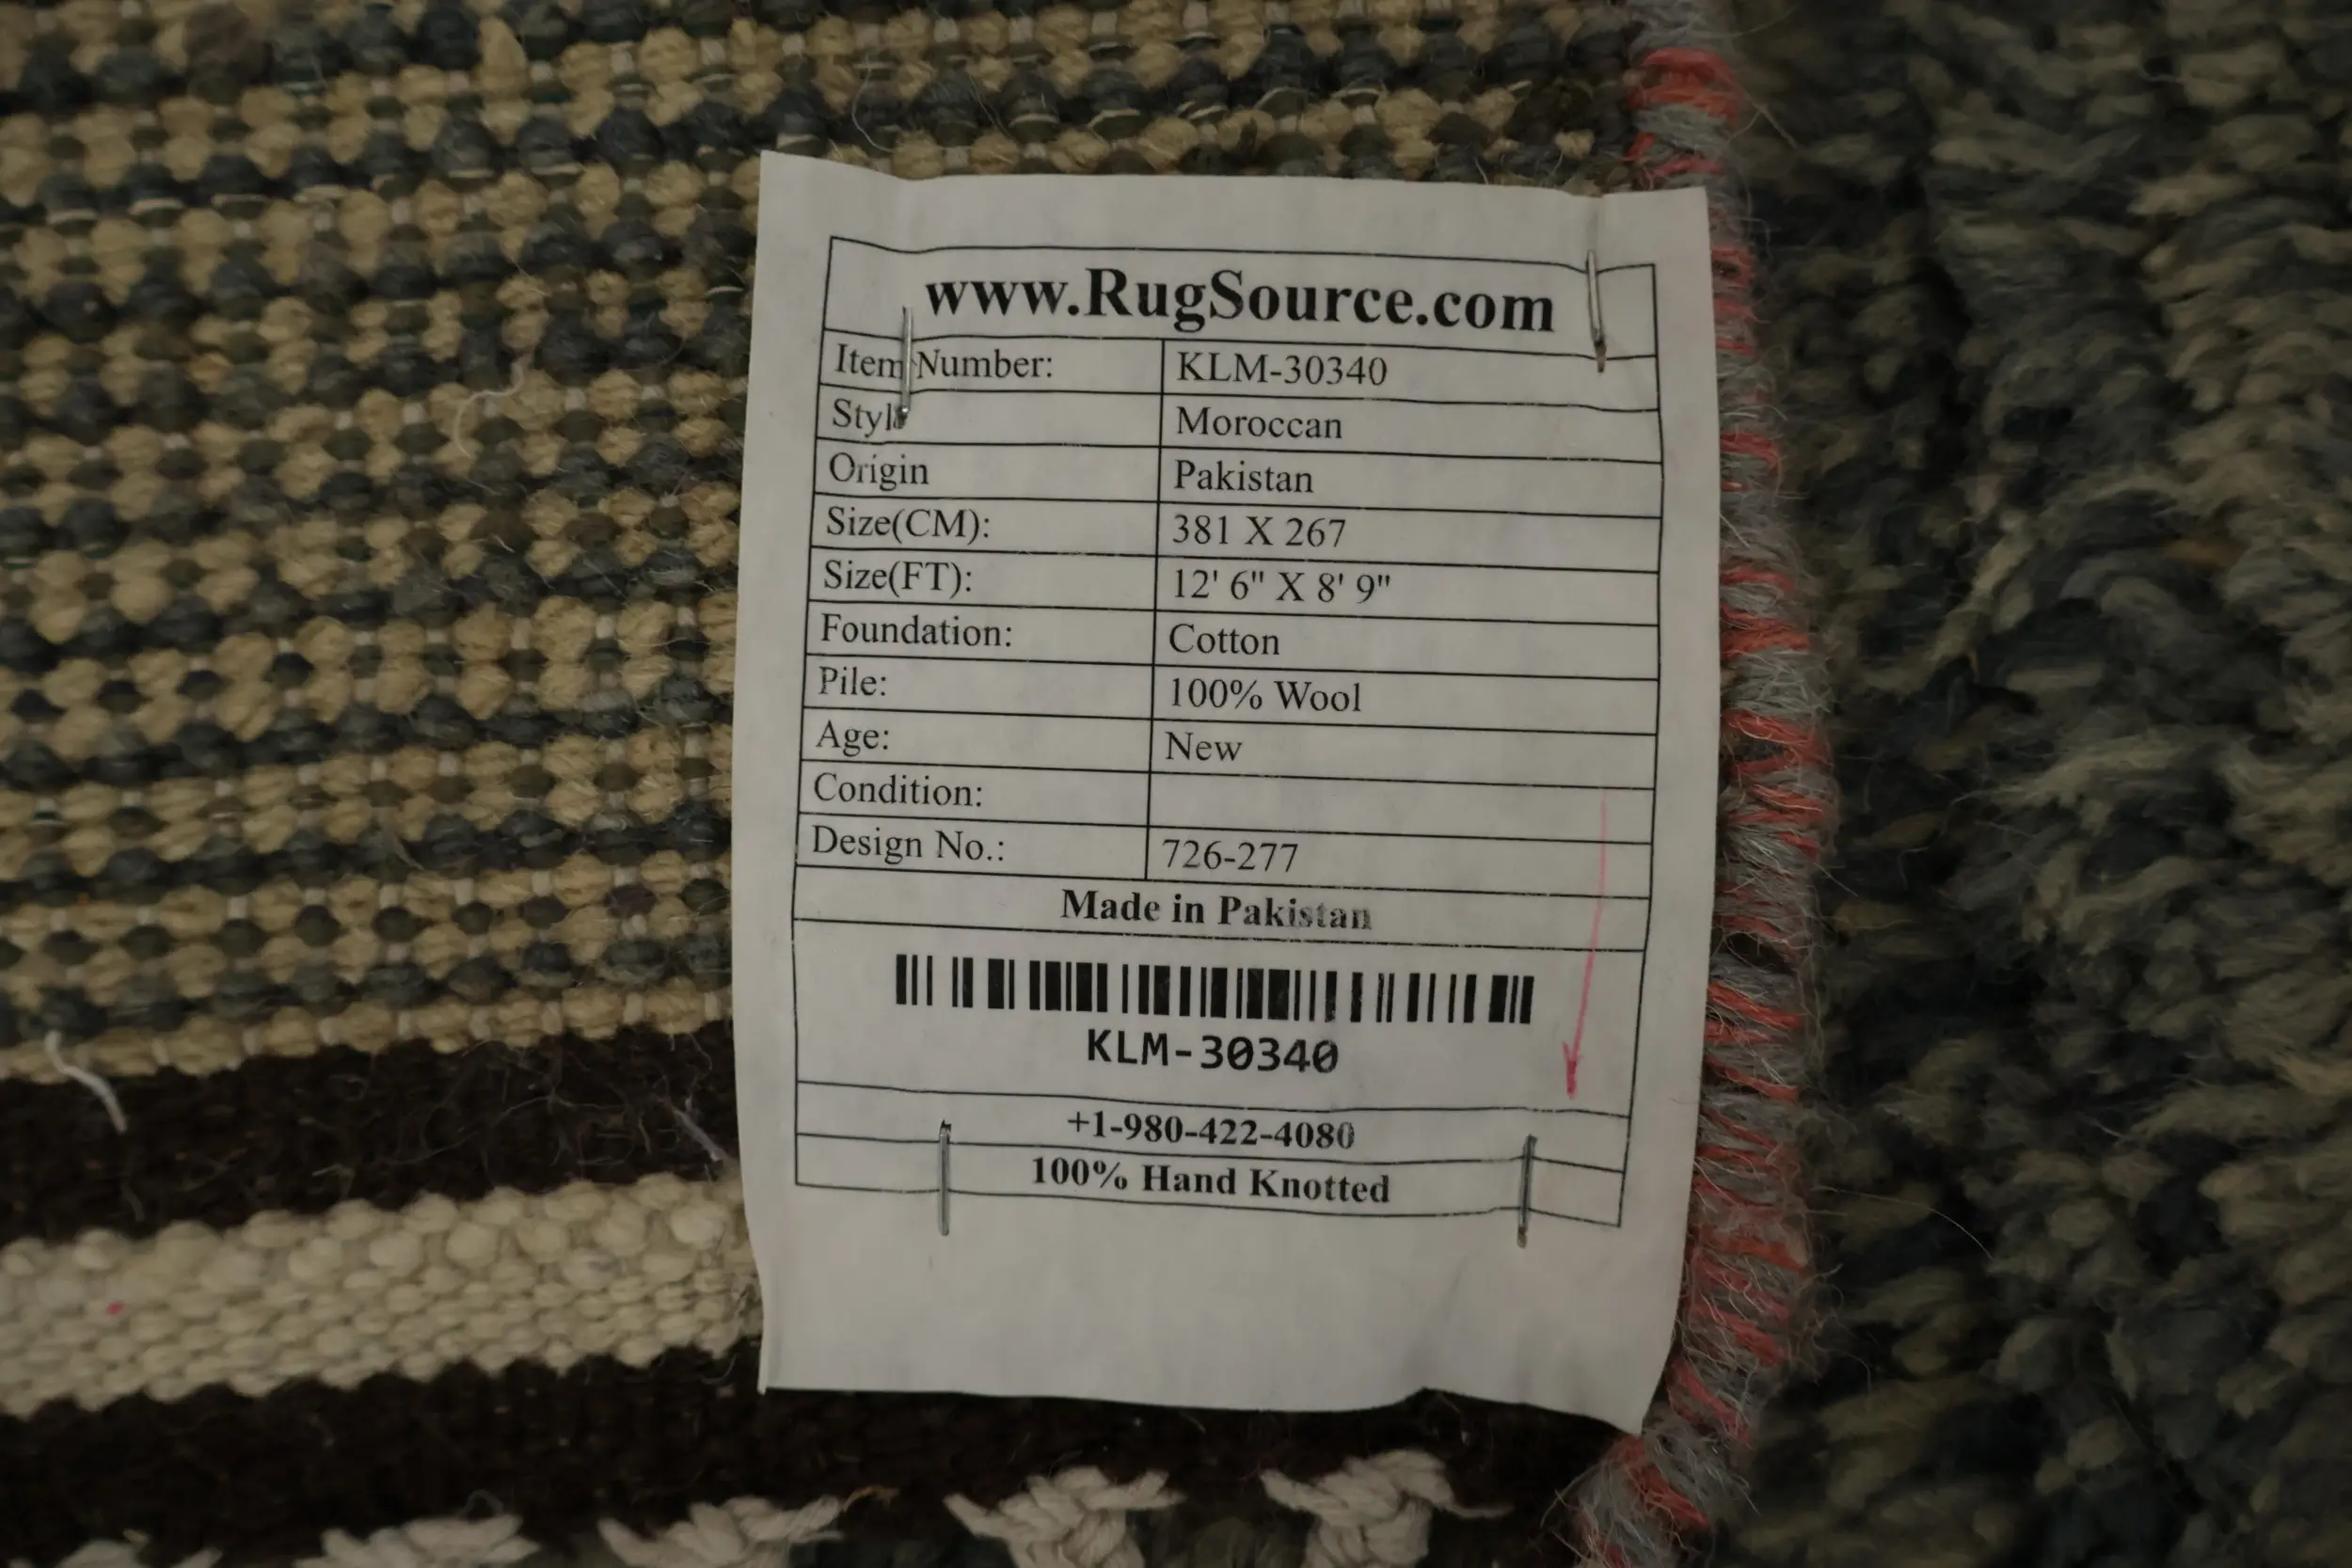 www.RugSource.com
Item Number: KLM-30340
Style Moroccan
Origin Pakistan
Size(CM): 381 X 267
Size(FT): 12' 6" X 8' 9"
Foundation: Cotton
Pile: 100% Wool
Age: New
Condition:
Design No.: 726-277
Made in Pakistan
KLM-30340
+1-980-422-4080
100% Hand Knotted